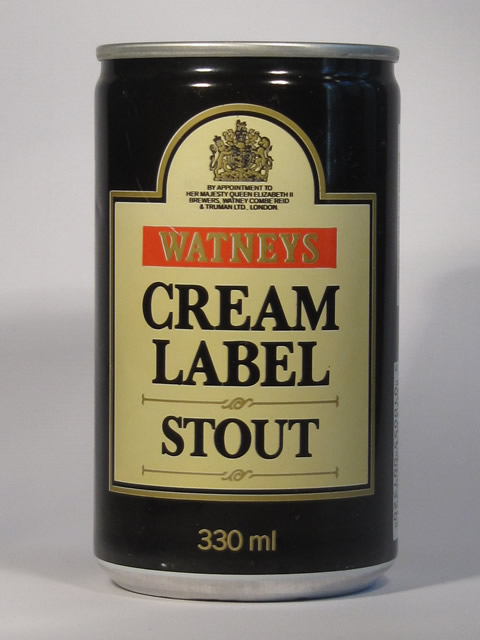 BY APPOINTMENT TO
HER MAJESTY QUEEN ELIZABETH II
BREWERS, WATNEY COMBE REID
& TRUMAN LTD., LONDON.
WATNEYS
CREAM
LABEL
STOUT
330 ml